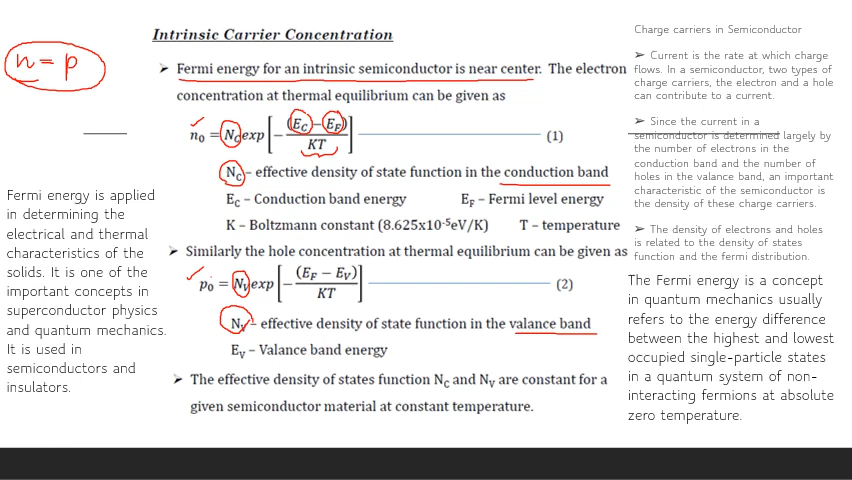 Intrinsic Carrier Concentration
n = p
➢ Fermi energy for an intrinsic semiconductor is near center. The electron
concentration at thermal equilibrium can be given as
n₀ = N_C exp[−(E_C − E_F)/KT] (1)
N_C – effective density of state function in the conduction band
E_C – Conduction band energy E_F – Fermi level energy
K – Boltzmann constant (8.625x10⁻⁵eV/K) T – temperature
➢ Similarly the hole concentration at thermal equilibrium can be given as
p₀ = N_V exp[−(E_F − E_V)/KT] (2)
N_V – effective density of state function in the valance band
E_V – Valance band energy
➢ The effective density of states function N_C and N_V are constant for a
given semiconductor material at constant temperature.
Fermi energy is applied
in determining the
electrical and thermal
characteristics of the
solids. It is one of the
important concepts in
superconductor physics
and quantum mechanics.
It is used in
semiconductors and
insulators.
Charge carriers in Semiconductor
➢ Current is the rate at which charge
flows. In a semiconductor, two types of
charge carriers, the electron and a hole
can contribute to a current.
➢ Since the current in a
semiconductor is determined largely by
the number of electrons in the
conduction band and the number of
holes in the valance band, an important
characteristic of the semiconductor is
the density of these charge carriers.
➢ The density of electrons and holes
is related to the density of states
function and the fermi distribution.
The Fermi energy is a concept
in quantum mechanics usually
refers to the energy difference
between the highest and lowest
occupied single-particle states
in a quantum system of non-
interacting fermions at absolute
zero temperature.